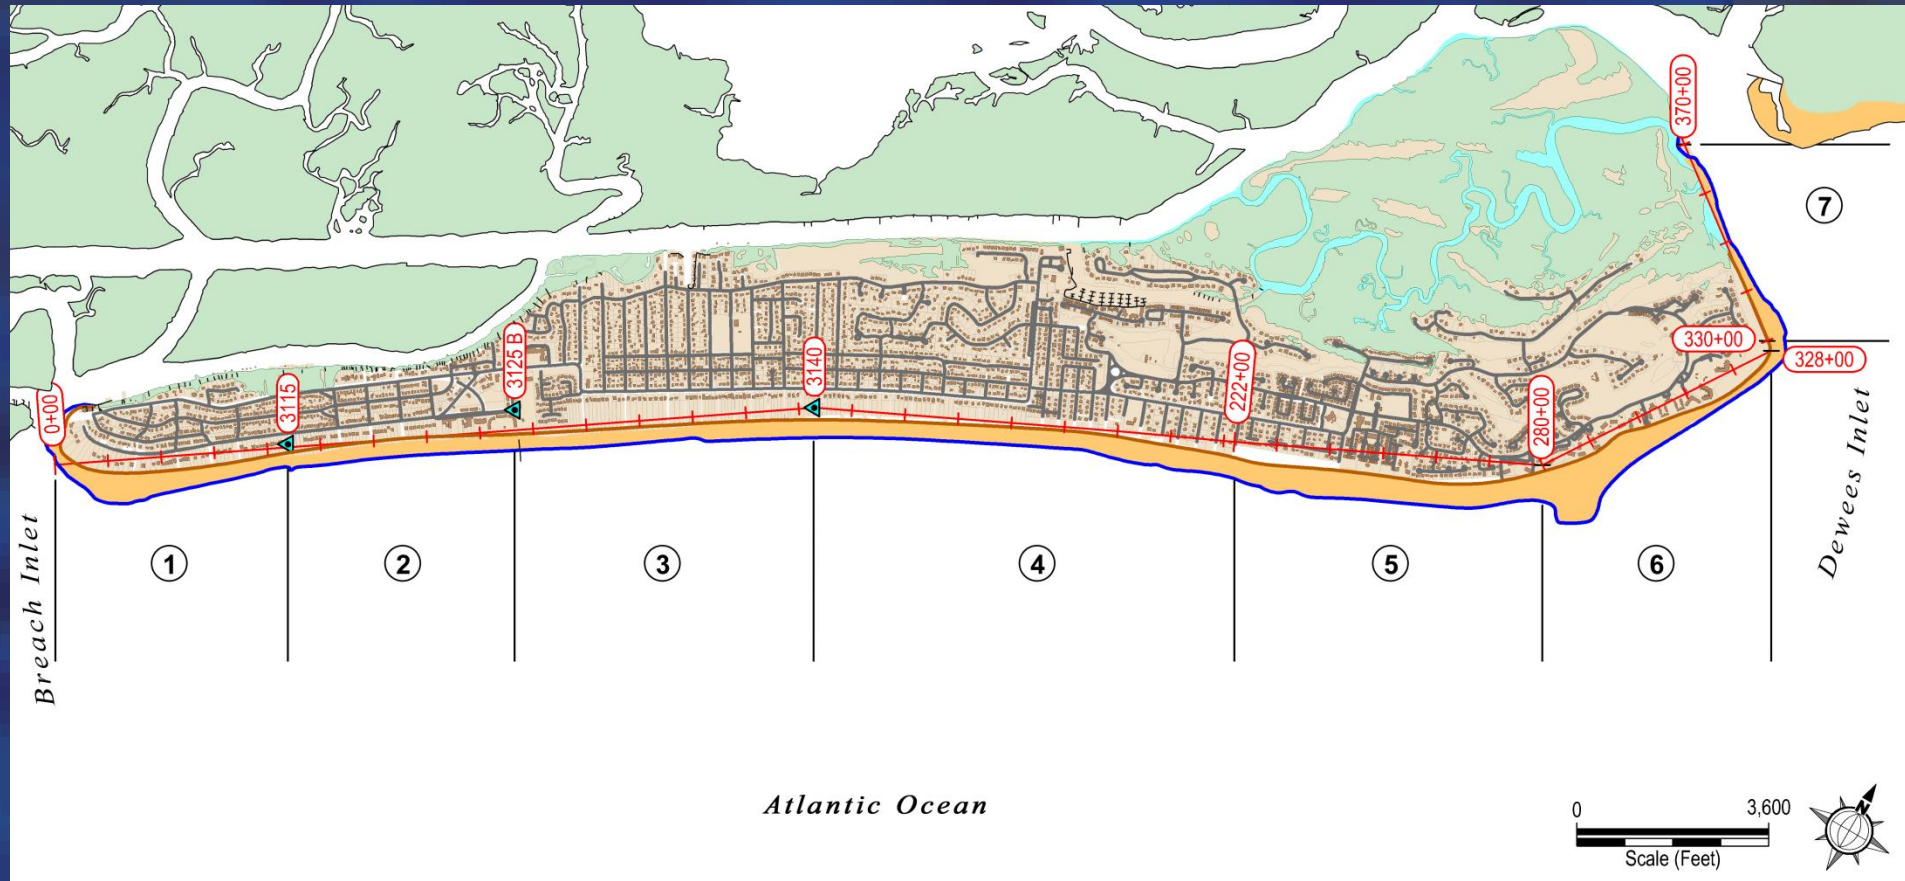 370+00
7
330+00
328+00
0+00
3115
3125 B
3140
222+00
280+00
Breach Inlet
1
2
3
4
5
6
Dewees Inlet
Atlantic Ocean
0 3,600
Scale (Feet)
N